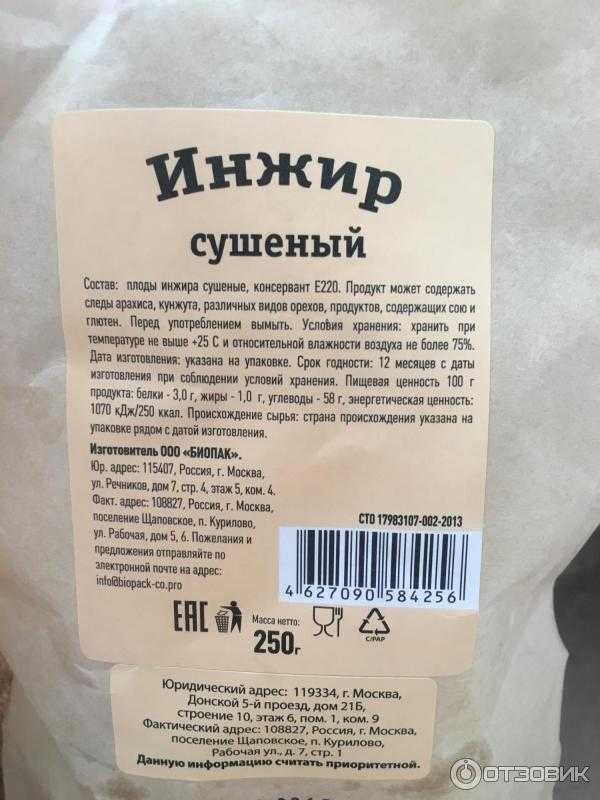 Инжир
сушеный
Состав: плоды инжира сушеные, консервант Е220. Продукт может содержать
следы арахиса, кунжута, различных видов орехов, продуктов, содержащих сою и
глютен. Перед употреблением вымыть. Условия хранения: хранить при
температуре не выше +25 С и относительной влажности воздуха не более 75%.
Дата изготовления: указана на упаковке. Срок годности: 12 месяцев с даты
изготовления при соблюдении условий хранения. Пищевая ценность 100 г
продукта: белки - 3,0 г, жиры - 1,0 г, углеводы - 58 г, энергетическая ценность:
1070 кДж/250 ккал. Происхождение сырья: страна происхождения указана на
упаковке рядом с датой изготовления.
Изготовитель ООО «БИОПАК».
Юр. адрес: 115407, Россия, г. Москва,
ул. Речников, дом 7, стр. 4, этаж 5, ком. 4.
Факт. адрес: 108827, Россия, г. Москва,
поселение Щаповское, п. Курилово,
ул. Рабочая, дом 5, 6. Пожелания и
предложения отправляйте по
электронной почте на адрес:
info@biopack-co.pro
СТО 17983107-002-2013
4 627090 584256
ЕАС
Масса нетто:
250г
C/PAP
Юридический адрес: 119334, г. Москва,
Донской 5-й проезд, дом 21Б,
строение 10, этаж 6, пом. 1, ком. 9
Фактический адрес: 108827, Россия, г. Москва,
поселение Щаповское, п. Курилово,
Рабочая ул., д. 7, стр. 1
Данную информацию считать приоритетной.
ОТЗОВИК